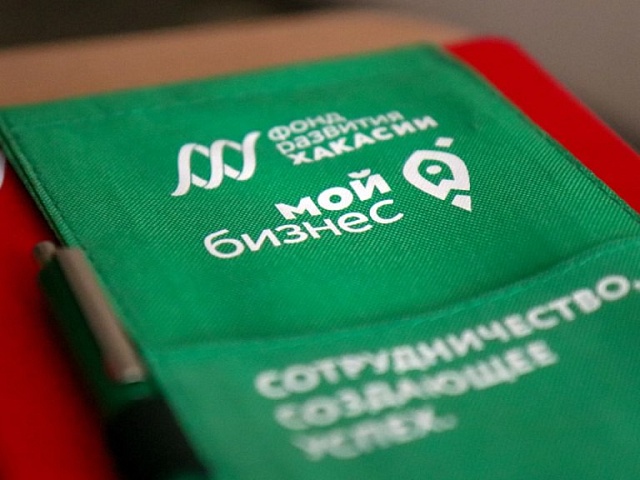 ФОНД
РАЗВИТИЯ
ХАКАСИИ
МОЙ
бизнес
СОТРУДНИЧЕСТВО,
СОЗДАЮЩЕЕ
УСПЕХ.